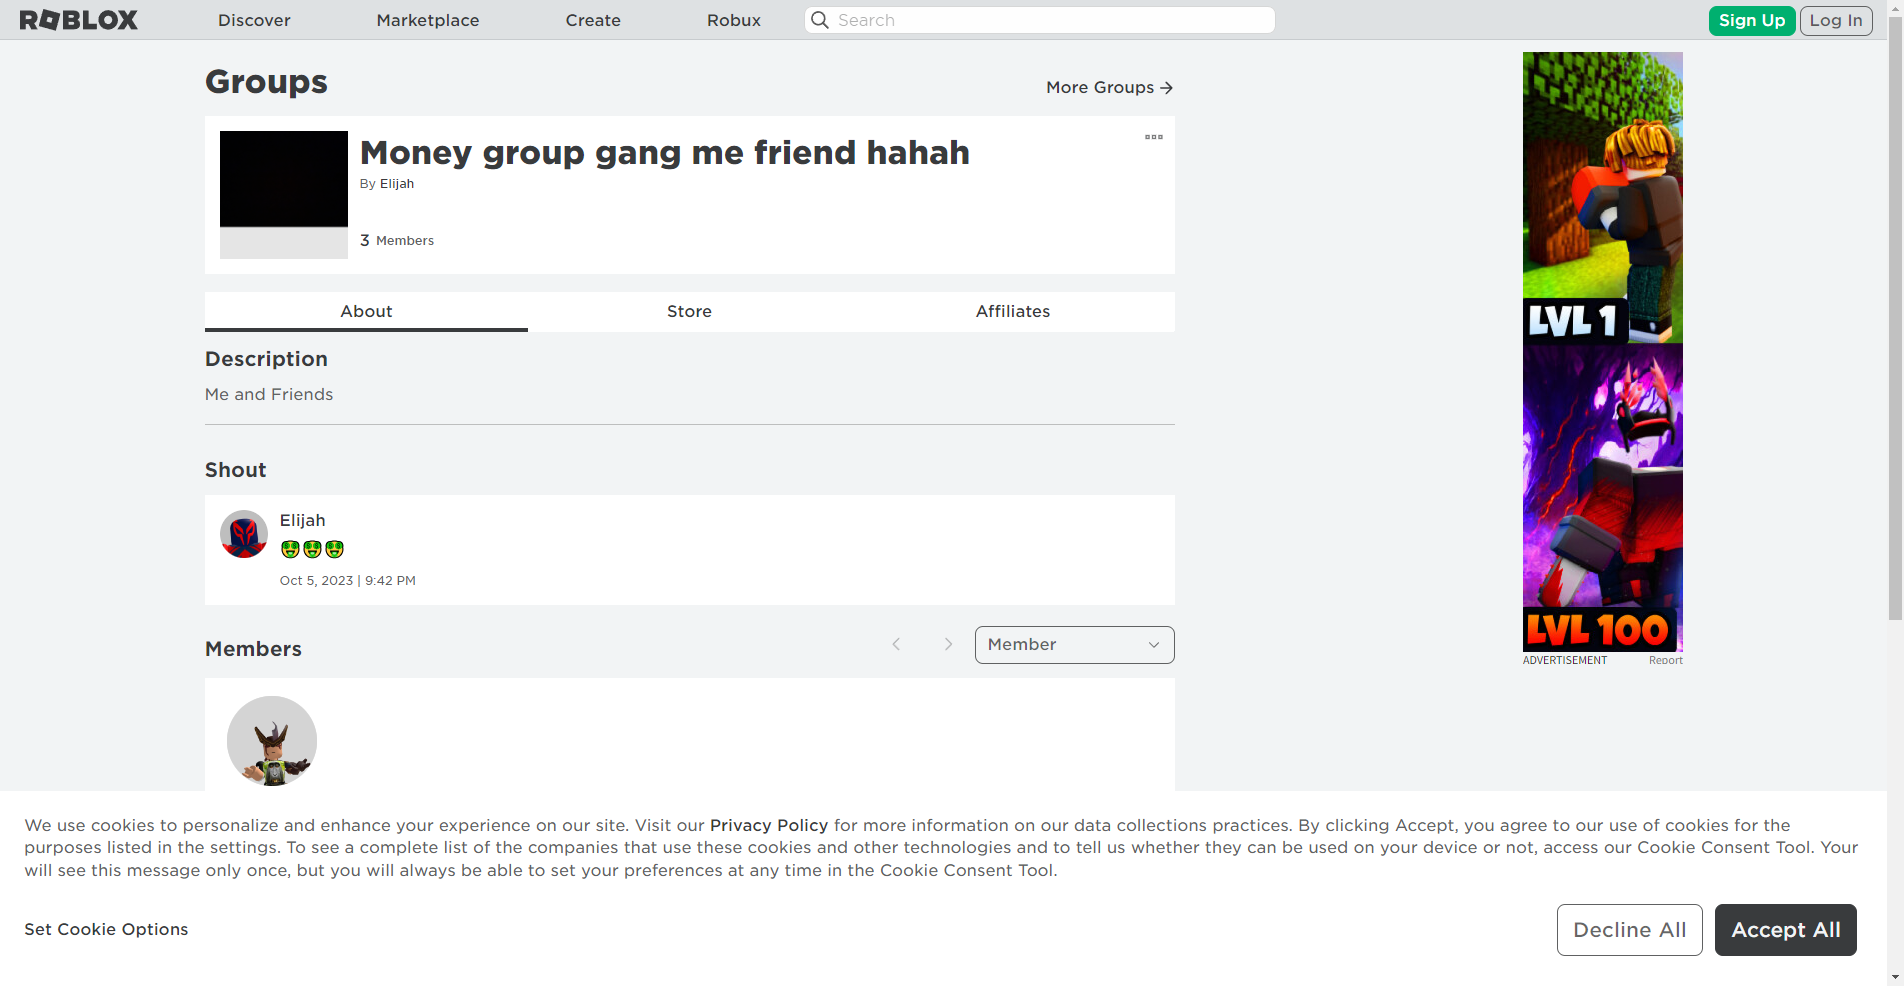 ROBLOX Discover Marketplace Create Robux Search Sign Up Log In
Groups
More Groups →
Money group gang me friend hahah
By Elijah
3 Members
About Store Affiliates
Description
Me and Friends
Shout
Elijah
🤑🤑🤑
Oct 5, 2023 | 9:42 PM
Members
Member
LVL 1
LVL 100
ADVERTISEMENT Report
We use cookies to personalize and enhance your experience on our site. Visit our Privacy Policy for more information on our data collections practices. By clicking Accept, you agree to our use of cookies for the
purposes listed in the settings. To see a complete list of the companies that use these cookies and other technologies and to tell us whether they can be used on your device or not, access our Cookie Consent Tool. Your
will see this message only once, but you will always be able to set your preferences at any time in the Cookie Consent Tool.
Set Cookie Options
Decline All Accept All